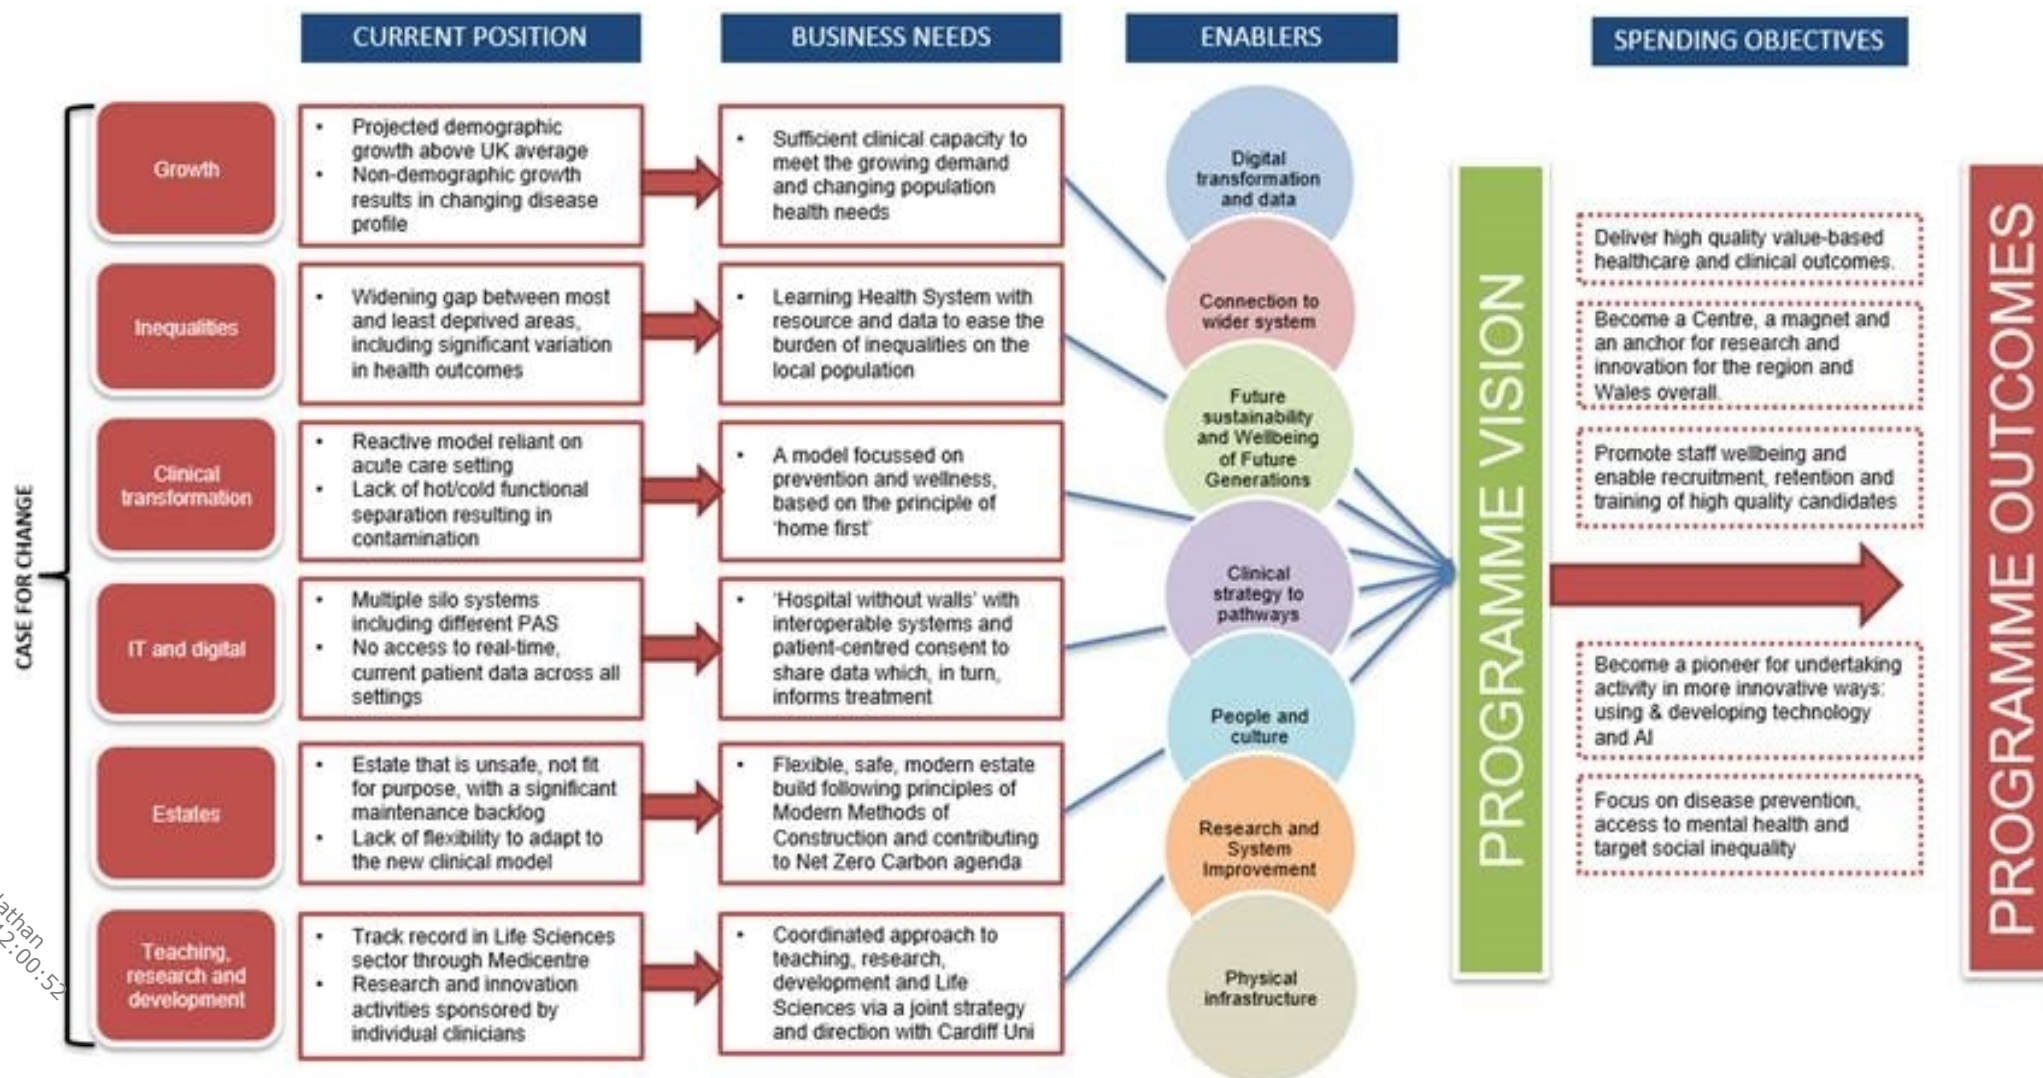 CURRENT POSITION
BUSINESS NEEDS
ENABLERS
SPENDING OBJECTIVES
CASE FOR CHANGE
Growth
• Projected demographic
growth above UK average
• Non-demographic growth
results in changing disease
profile
• Sufficient clinical capacity to
meet the growing demand
and changing population
health needs
Inequalities
• Widening gap between most
and least deprived areas,
including significant variation
in health outcomes
• Learning Health System with
resource and data to ease the
burden of inequalities on the
local population
Clinical
transformation
• Reactive model reliant on
acute care setting
• Lack of hot/cold functional
separation resulting in
contamination
• A model focussed on
prevention and wellness,
based on the principle of
'home first'
IT and digital
• Multiple silo systems
including different PAS
• No access to real-time,
current patient data across all
settings
• 'Hospital without walls' with
interoperable systems and
patient-centred consent to
share data which, in turn,
informs treatment
Estates
• Estate that is unsafe, not fit
for purpose, with a significant
maintenance backlog
• Lack of flexibility to adapt to
the new clinical model
• Flexible, safe, modern estate
build following principles of
Modern Methods of
Construction and contributing
to Net Zero Carbon agenda
Teaching,
research and
development
• Track record in Life Sciences
sector through Medicentre
• Research and innovation
activities sponsored by
individual clinicians
• Coordinated approach to
teaching, research,
development and Life
Sciences via a joint strategy
and direction with Cardiff Uni
Digital
transformation
and data
Connection to
wider system
Future
sustainability
and Wellbeing
of Future
Generations
Clinical
strategy to
pathways
People and
culture
Research and
System
Improvement
Physical
infrastructure
PROGRAMME VISION
Deliver high quality value-based
healthcare and clinical outcomes.
Become a Centre, a magnet and
an anchor for research and
innovation for the region and
Wales overall.
Promote staff wellbeing and
enable recruitment, retention and
training of high quality candidates
Become a pioneer for undertaking
activity in more innovative ways:
using & developing technology
and AI
Focus on disease prevention,
access to mental health and
target social inequality
PROGRAMME OUTCOMES